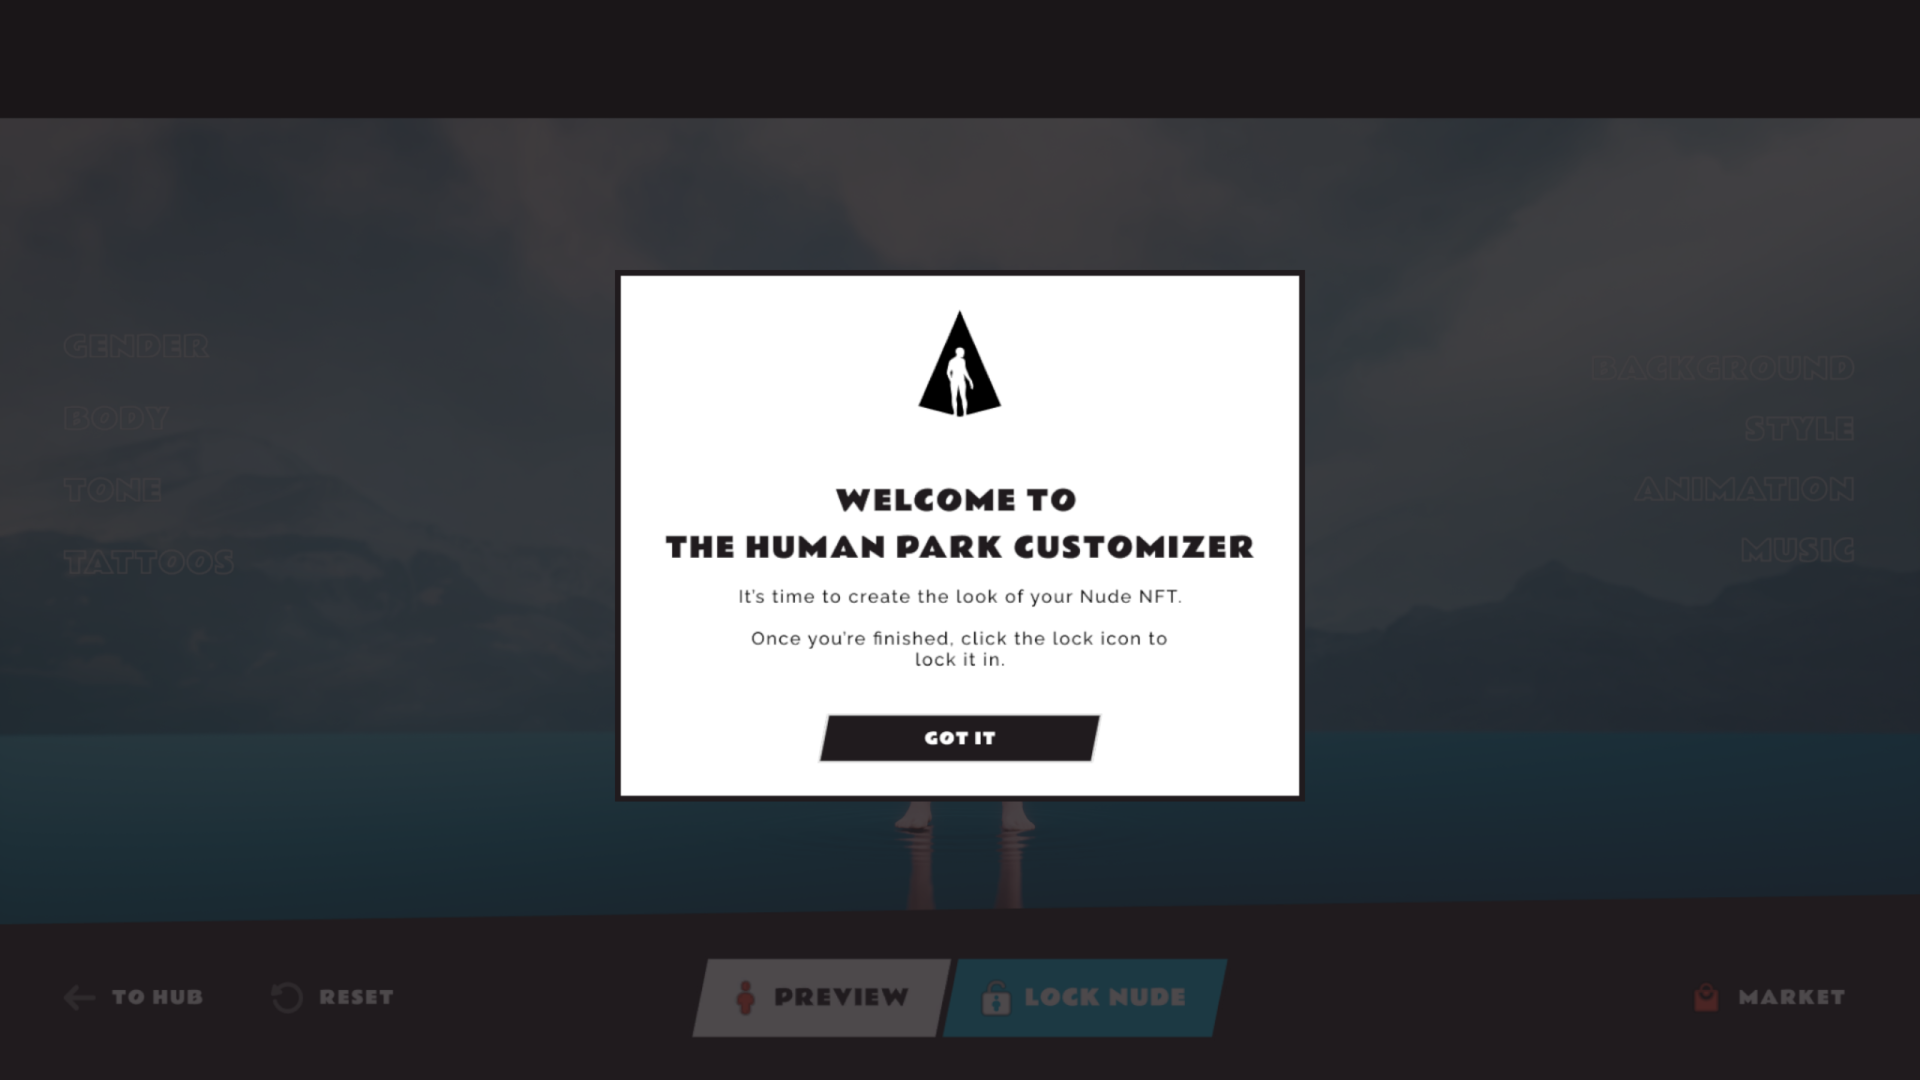 GENDER
BODY
TONE
TATTOOS
WELCOME TO
THE HUMAN PARK CUSTOMIZER
It's time to create the look of your Nude NFT.
Once you're finished, click the lock icon to
lock it in.
GOT IT
BACKGROUND
STYLE
ANIMATION
MUSIC
TO HUB
RESET
PREVIEW
LOCK NUDE
MARKET